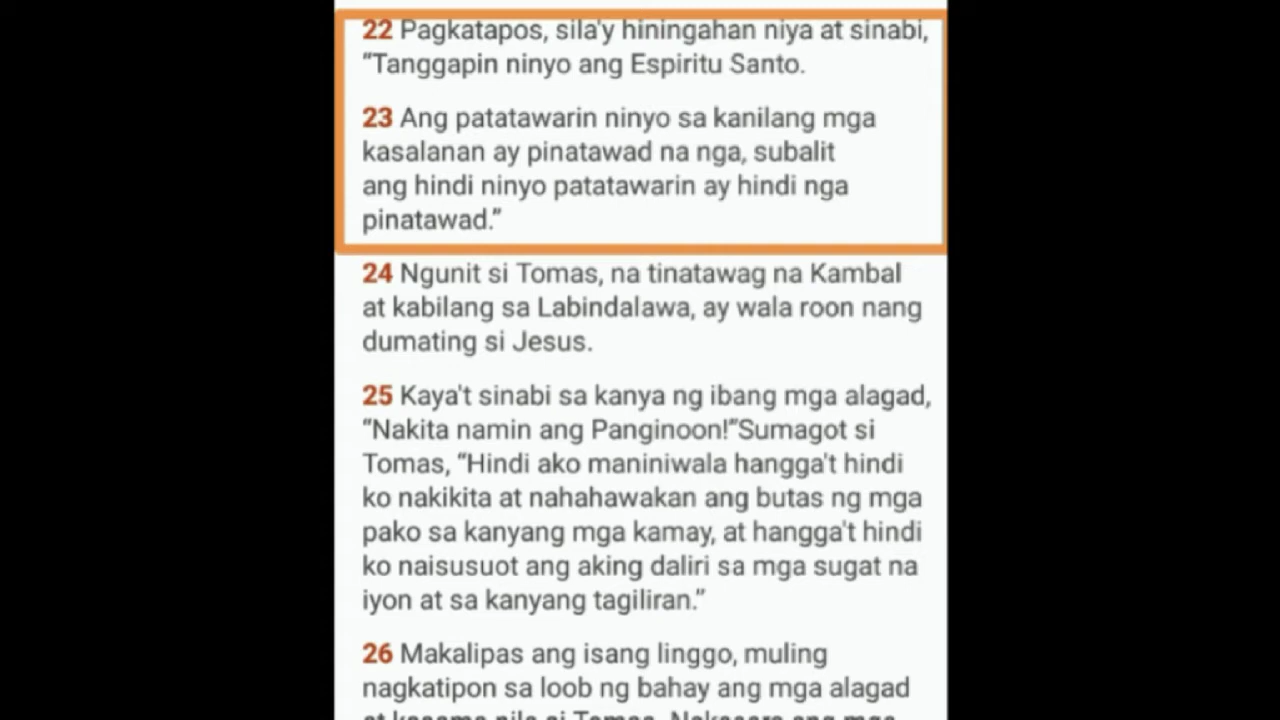 22 Pagkatapos, sila'y hiningahan niya at sinabi,
“Tanggapin ninyo ang Espiritu Santo.
23 Ang patatawarin ninyo sa kanilang mga
kasalanan ay pinatawad na nga, subalit
ang hindi ninyo patatawarin ay hindi nga
pinatawad.”
24 Ngunit si Tomas, na tinatawag na Kambal
at kabilang sa Labindalawa, ay wala roon nang
dumating si Jesus.
25 Kaya't sinabi sa kanya ng ibang mga alagad,
“Nakita namin ang Panginoon!”Sumagot si
Tomas, “Hindi ako maniniwala hangga't hindi
ko nakikita at nahahawakan ang butas ng mga
pako sa kanyang mga kamay, at hangga't hindi
ko naisusuot ang aking daliri sa mga sugat na
iyon at sa kanyang tagiliran.”
26 Makalipas ang isang linggo, muling
nagkatipon sa loob ng bahay ang mga alagad